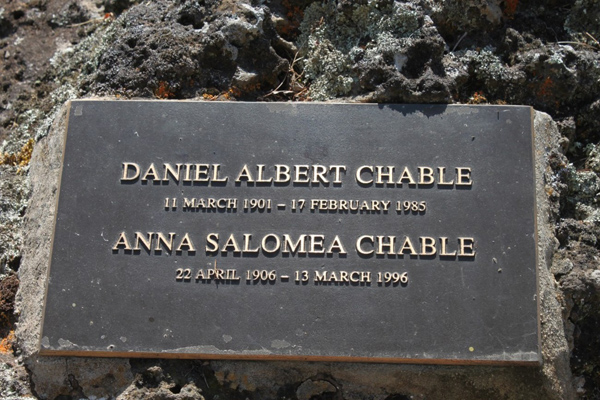 DANIEL ALBERT CHABLE
11 MARCH 1901 – 17 FEBRUARY 1985
ANNA SALOMEA CHABLE
22 APRIL 1906 – 13 MARCH 1996